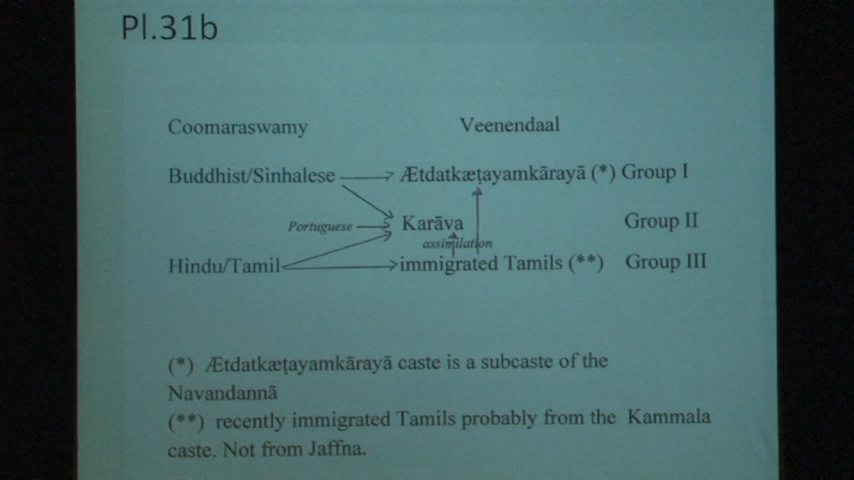 Pl.31b
Coomaraswamy Veenendaal
Buddhist/Sinhalese Ætdatkæṭayamkārayā (*) Group I
Portuguese Karāva Group II
assimilation
Hindu/Tamil immigrated Tamils (**) Group III
(*) Ætdatkæṭayamkārayā caste is a subcaste of the
Navandannā
(**) recently immigrated Tamils probably from the Kammala
caste. Not from Jaffna.